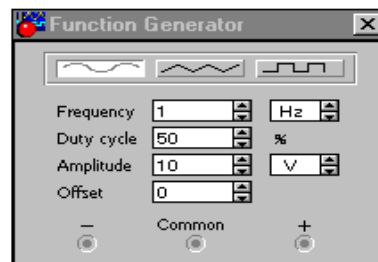 Function Generator
Frequency 1 Hz
Duty cycle 50 %
Amplitude 10 V
Offset 0
− Common +